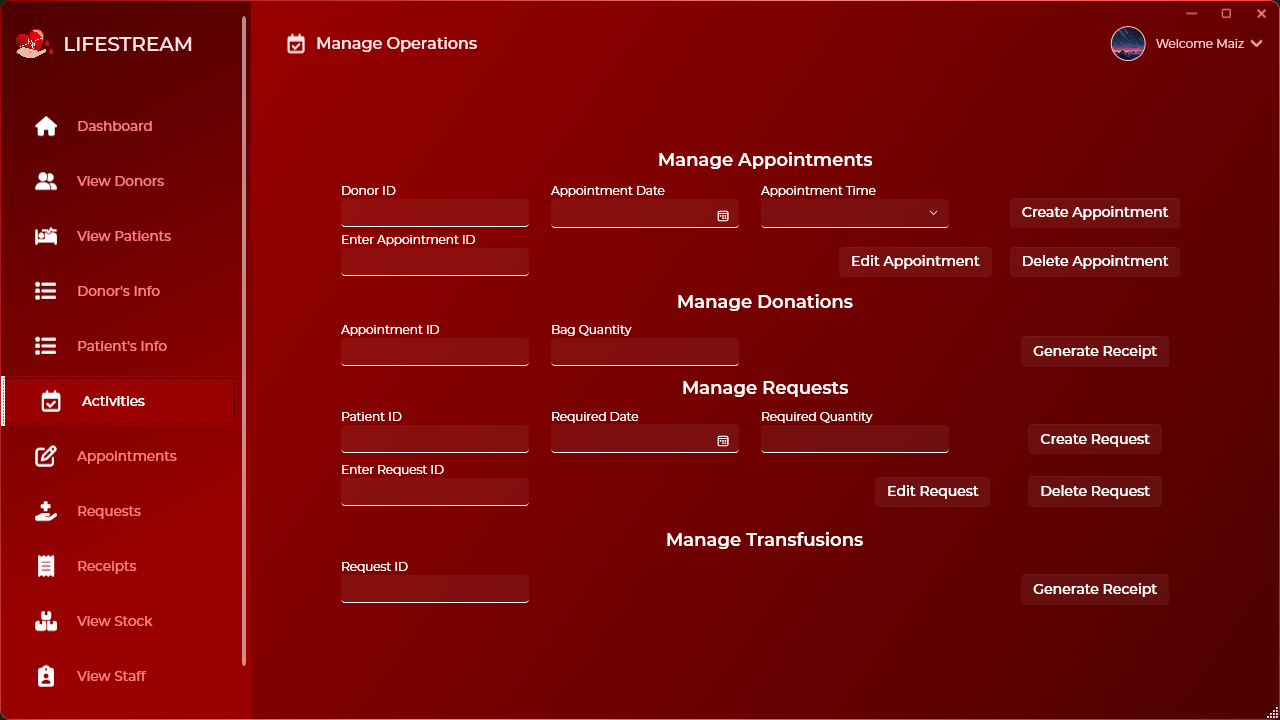 LIFESTREAM
Manage Operations
Welcome Maiz
Dashboard
View Donors
View Patients
Donor's Info
Patient's Info
Activities
Appointments
Requests
Receipts
View Stock
View Staff
Manage Appointments
Donor ID
Appointment Date
Appointment Time
Create Appointment
Enter Appointment ID
Edit Appointment
Delete Appointment
Manage Donations
Appointment ID
Bag Quantity
Generate Receipt
Manage Requests
Patient ID
Required Date
Required Quantity
Create Request
Enter Request ID
Edit Request
Delete Request
Manage Transfusions
Request ID
Generate Receipt